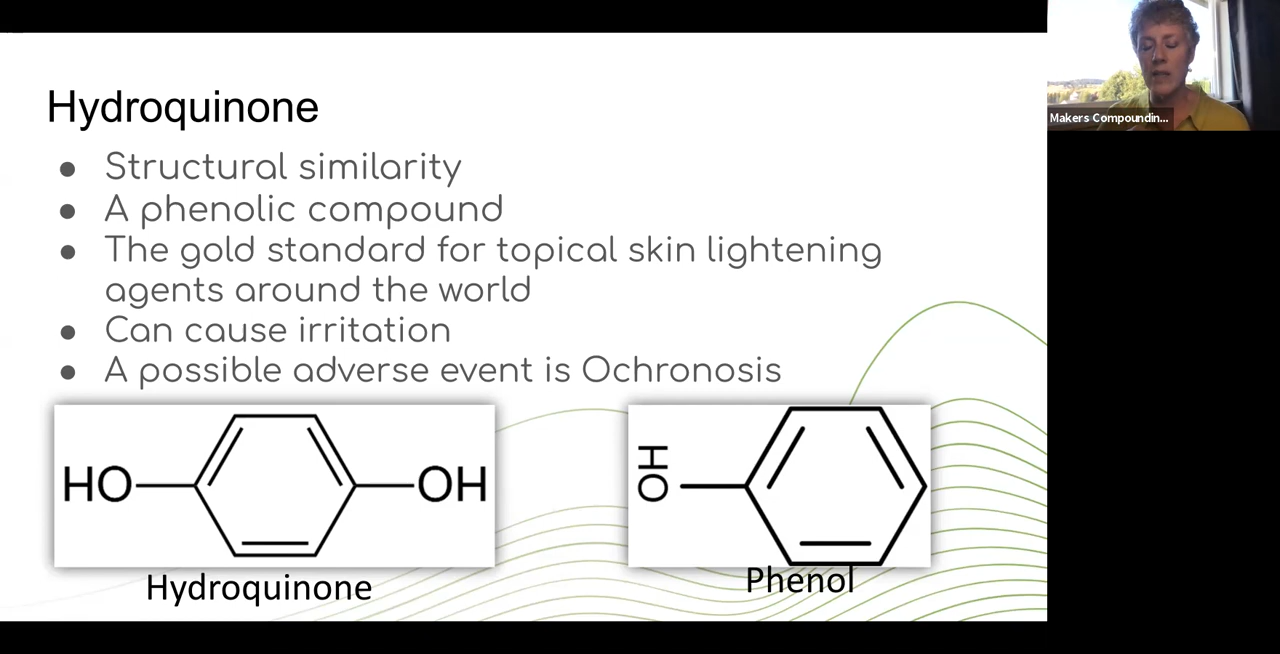 Hydroquinone
● Structural similarity
● A phenolic compound
● The gold standard for topical skin lightening
agents around the world
● Can cause irritation
● A possible adverse event is Ochronosis
HO
OH
OH
Hydroquinone
Phenol
Makers Compoundin...